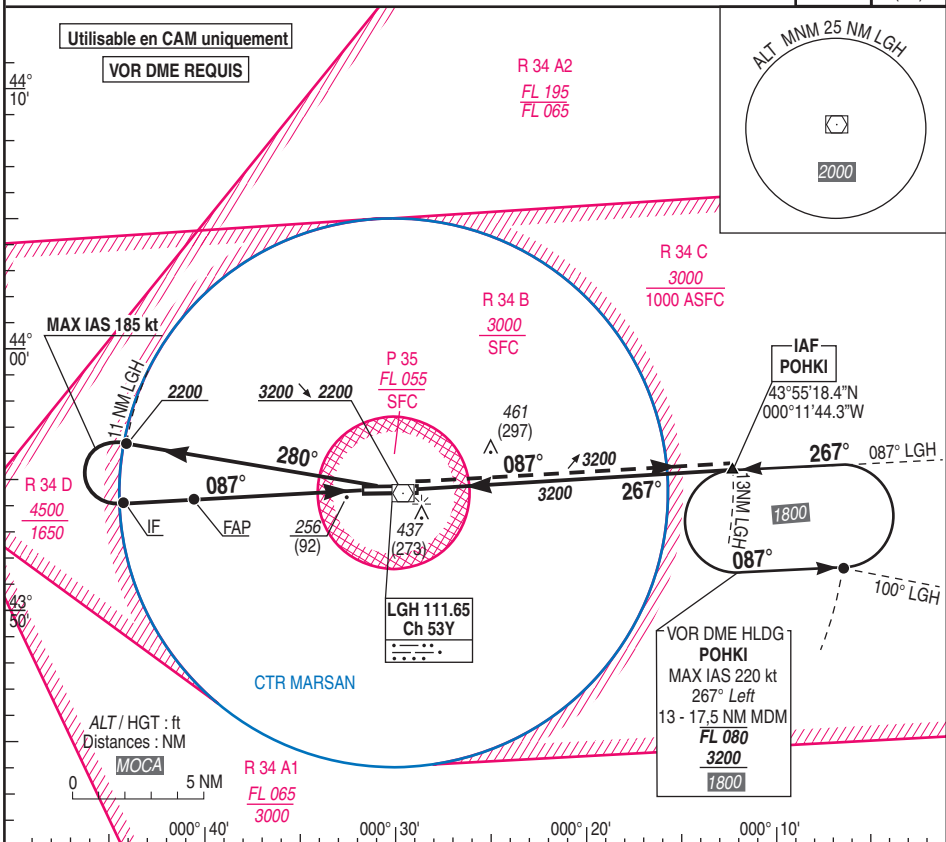 Utilisable en CAM uniquement
VOR DME REQUIS
44°
10'
R 34 A2
FL 195
FL 065
ALT MNM 25 NM LGH
2000
R 34 C
3000
1000 ASFC
R 34 B
3000
SFC
MAX IAS 185 kt
44°
00'
P 35
FL 055
SFC
IAF
POHKI
43°55'18.4"N
000°11'44.3"W
11 NM LGH
2200
3200 ↘ 2200
461
(297)
280°
087°
↗ 3200
3200
267°
267°
087° LGH
13NM LGH
1800
R 34 D
4500
1650
087°
IF
FAP
256
(92)
437
(273)
087°
100° LGH
43°
50'
LGH 111.65
Ch 53Y
VOR DME HLDG
POHKI
MAX IAS 220 kt
267° Left
13 - 17,5 NM MDM
FL 080
3200
1800
CTR MARSAN
ALT / HGT : ft
Distances : NM
MOCA
0 5 NM
R 34 A1
FL 065
3000
000° 40' 000° 30' 000° 20' 000° 10'